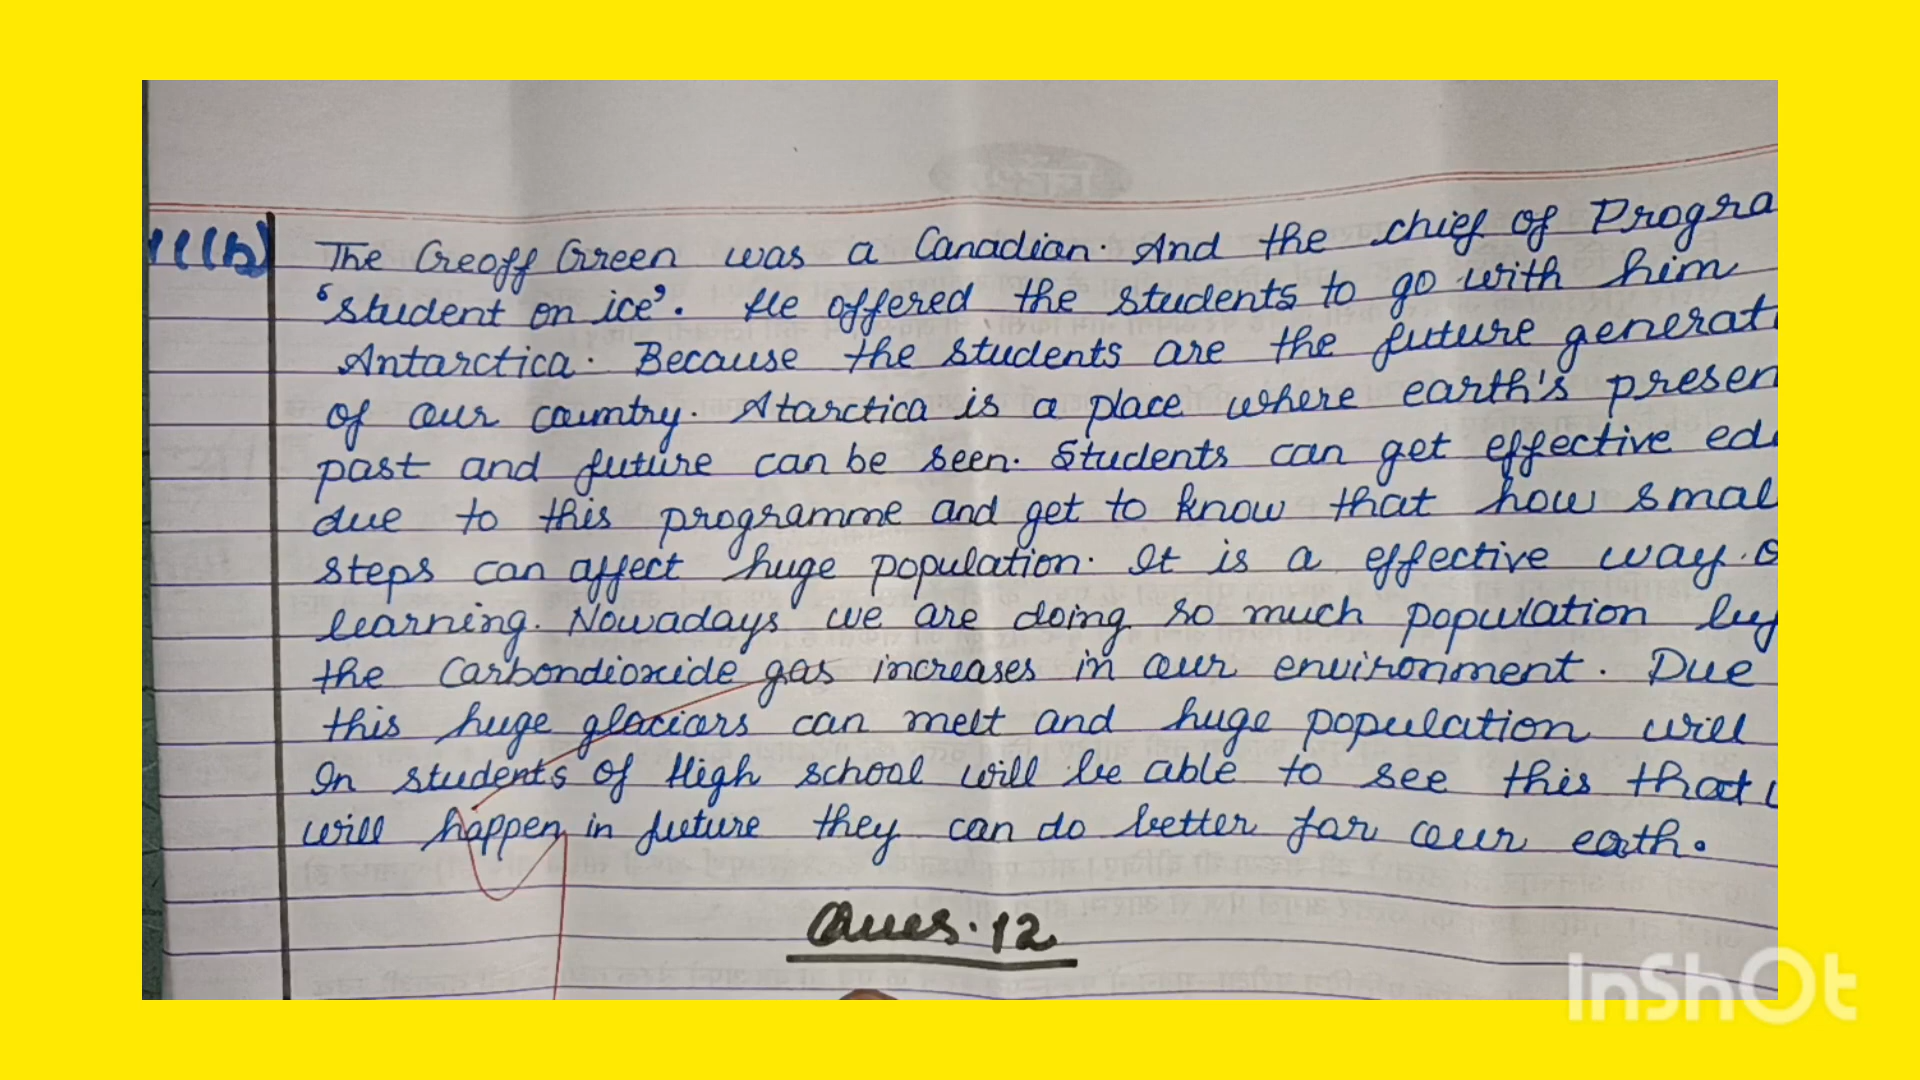 11(b) The Geoff Green was a Canadian. And the chief of Progra
'student on ice'. He offered the students to go with him
Antarctica. Because the students are the future generat
of our country. Atarctica is a place where earth's presen
past and future can be seen. Students can get effective edu
due to this programme and get to know that how smal
steps can affect huge population. It is a effective way o
learning. Nowadays we are doing so much population by
the Carbondioxide gas increases in our environment. Due
this huge glaciers can melt and huge population will
In students of High school will be able to see this that
will happen in future they can do better for our earth.
Ques. 12
InShOt